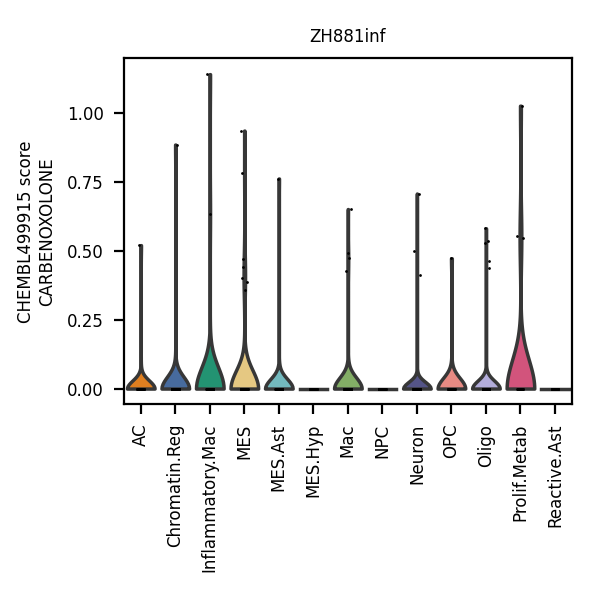 ZH881inf
CHEMBL499915 score
CARBENOXOLONE
1.00
0.75
0.50
0.25
0.00
AC
Chromatin.Reg
Inflammatory.Mac
MES
MES.Ast
MES.Hyp
Mac
NPC
Neuron
OPC
Oligo
Prolif.Metab
Reactive.Ast